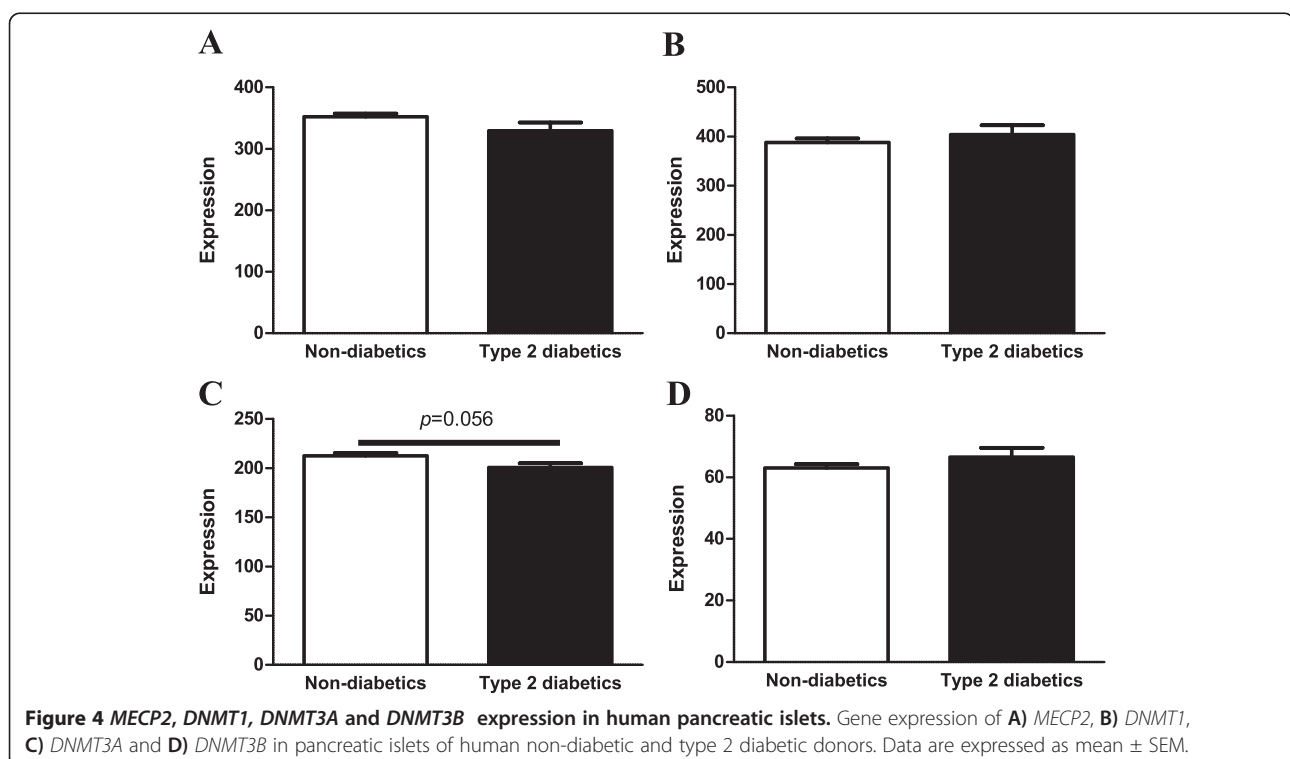 A
Expression
400
300
200
100
0
Non-diabetics Type 2 diabetics
B
Expression
500
400
300
200
100
0
Non-diabetics Type 2 diabetics
C
p=0.056
Expression
250
200
150
100
50
0
Non-diabetics Type 2 diabetics
D
Expression
80
60
40
20
0
Non-diabetics Type 2 diabetics
Figure 4 MECP2, DNMT1, DNMT3A and DNMT3B expression in human pancreatic islets. Gene expression of A) MECP2, B) DNMT1,
C) DNMT3A and D) DNMT3B in pancreatic islets of human non-diabetic and type 2 diabetic donors. Data are expressed as mean ± SEM.